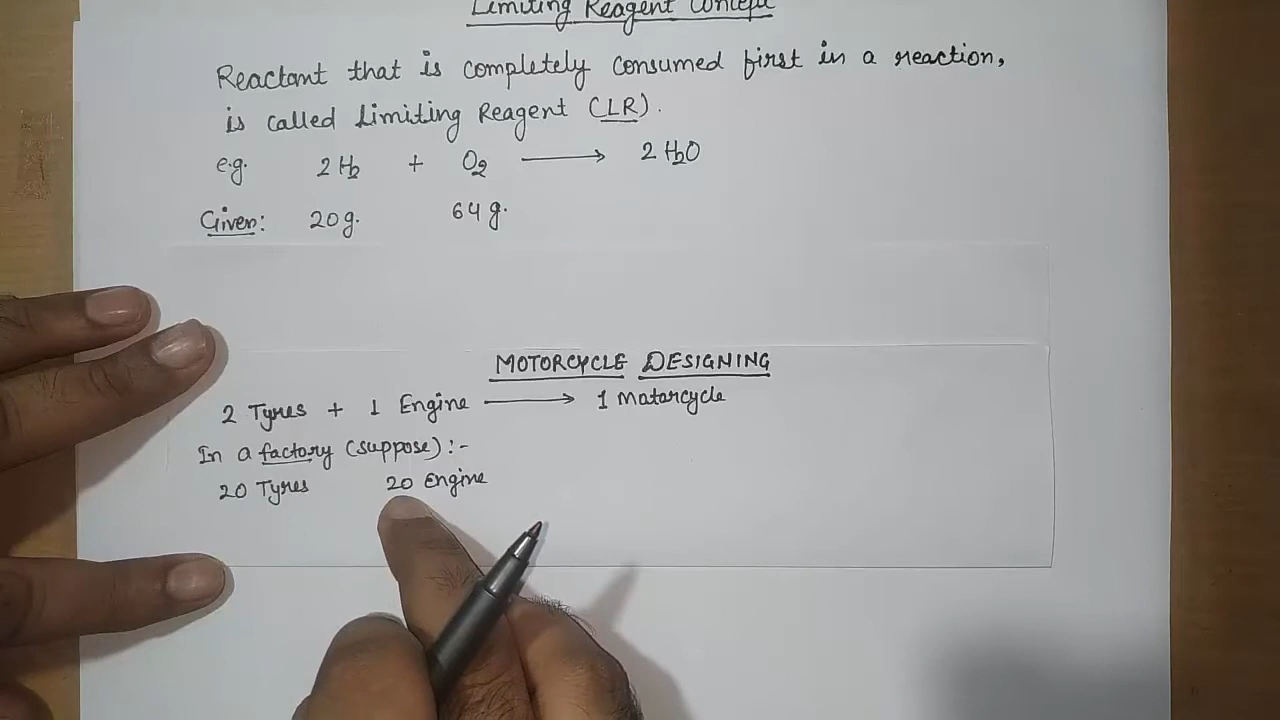 Limiting Reagent Concept
Reactant that is completely consumed first in a reaction,
is called Limiting Reagent (LR).
e.g. 2 H2 + O2 ⟶ 2 H2O
Given: 20g. 64 g.
MOTORCYCLE DESIGNING
2 Tyres + 1 Engine ⟶ 1 Matarcycle
In a factory (suppose) :-
20 Tyres 20 Engine